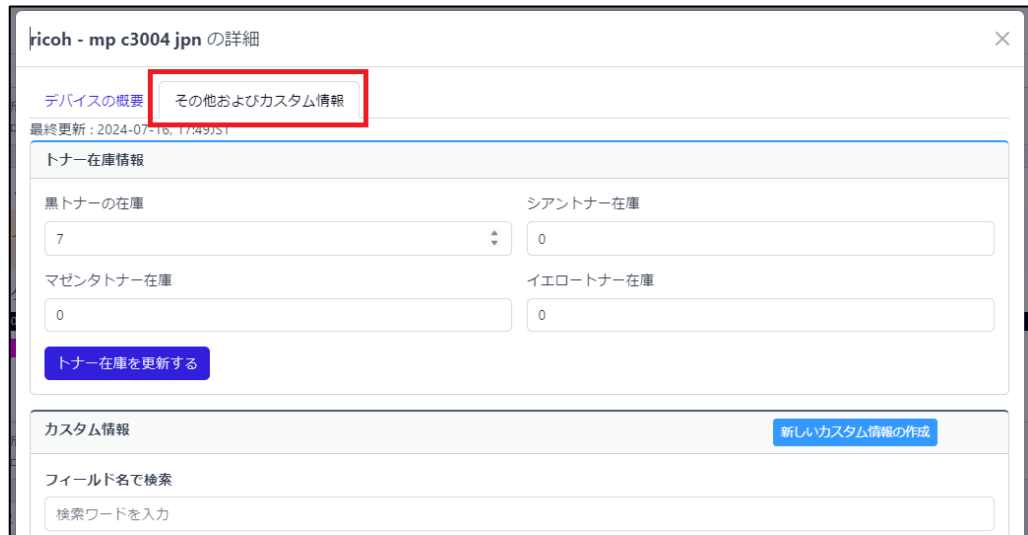 ricoh - mp c3004 jpn の詳細
デバイスの概要 その他およびカスタム情報
最終更新 : 2024-07-16, 17:49JST
トナー在庫情報
黒トナーの在庫 シアントナー在庫
7 0
マゼンタトナー在庫 イエロートナー在庫
0 0
トナー在庫を更新する
カスタム情報 新しいカスタム情報の作成
フィールド名で検索
検索ワードを入力